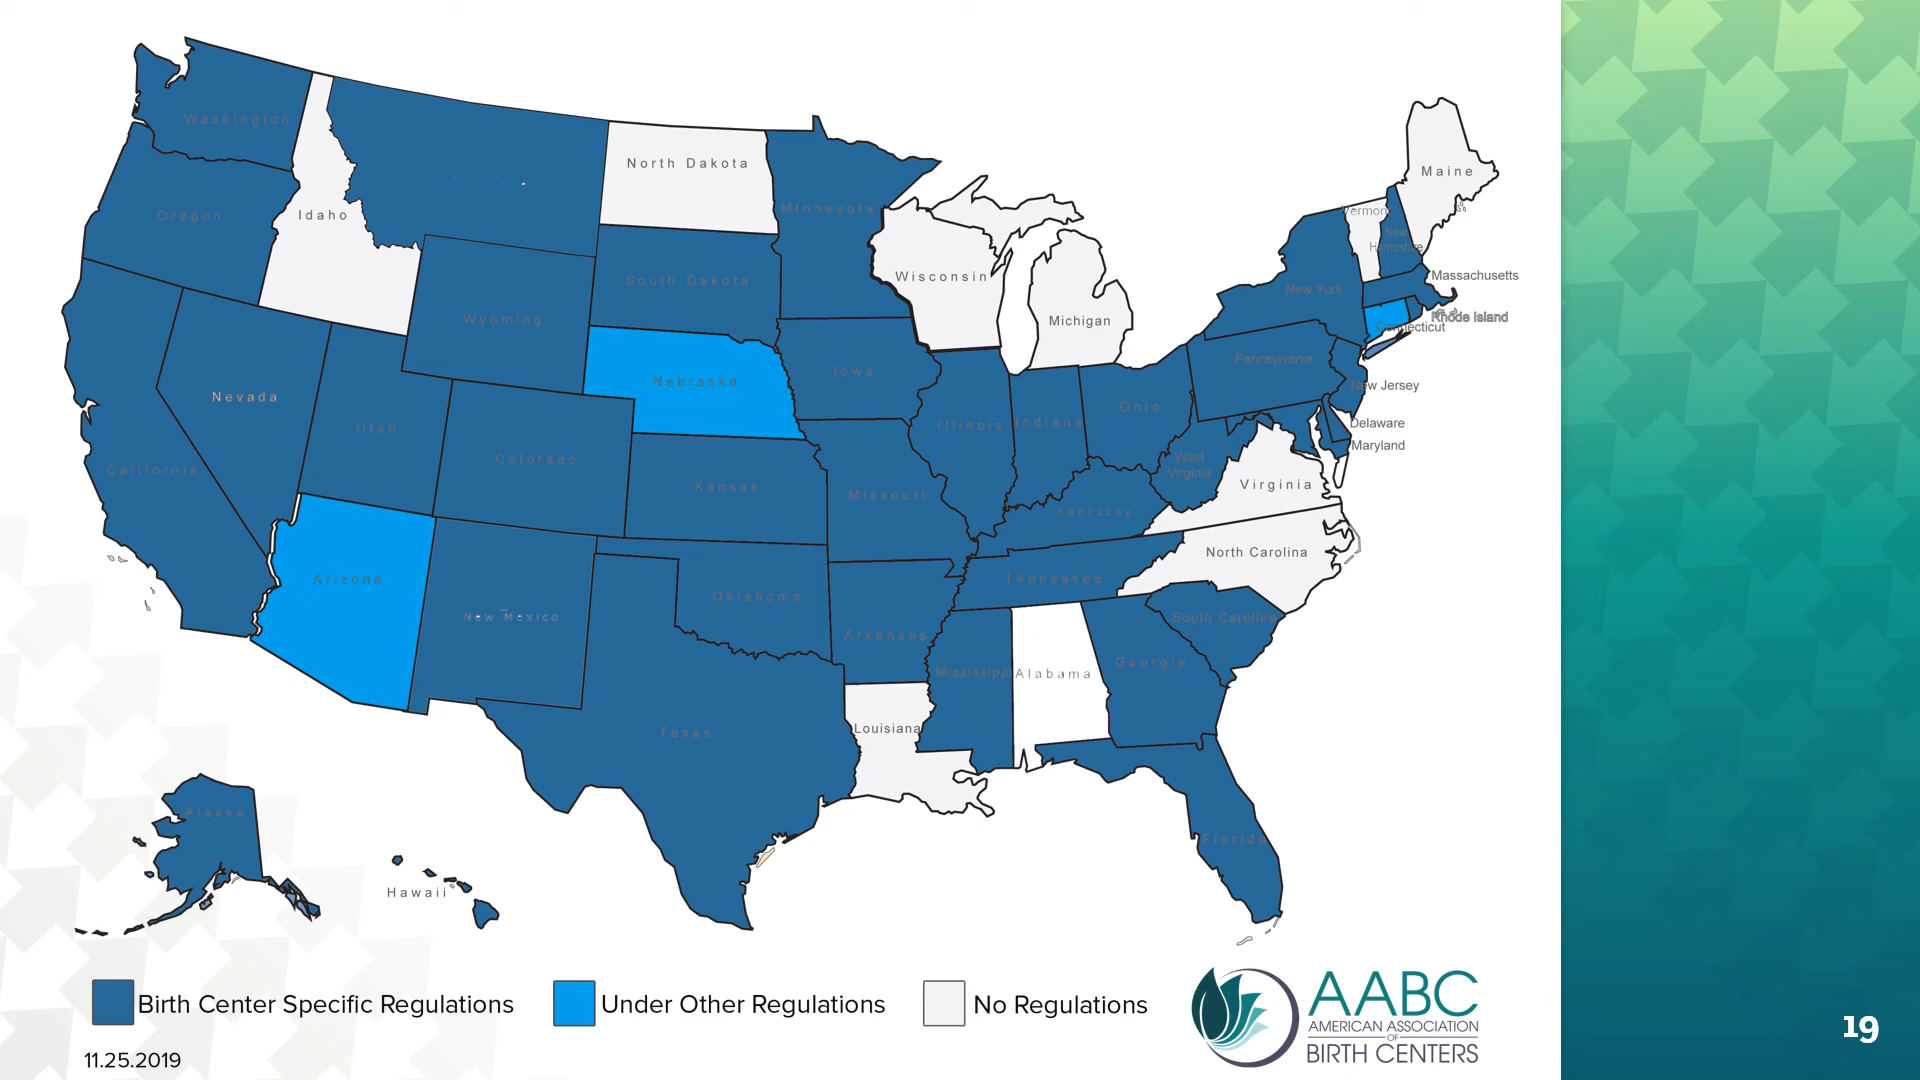 Washington
Maine
North Dakota
Minnesota
Vermont
Oregon
Idaho
New
Hampshire
Wisconsin
Massachusetts
South Dakota
New York
Wyoming
Michigan
Rhode Island
Connecticut
Pennsylvania
Iowa
Nebraska
New Jersey
Nevada
Ohio
Utah
Illinois
Indiana
Delaware
Maryland
Colorado
West
Virginia
California
Kansas
Missouri
Virginia
Kentucky
North Carolina
Arizona
Tennessee
Oklahoma
New Mexico
South Carolina
Arkansas
Georgia
Mississippi
Alabama
Louisiana
Texas
Alaska
Florida
Hawaii
Birth Center Specific Regulations
Under Other Regulations
No Regulations
AABC
AMERICAN ASSOCIATION
OF
BIRTH CENTERS
11.25.2019
19